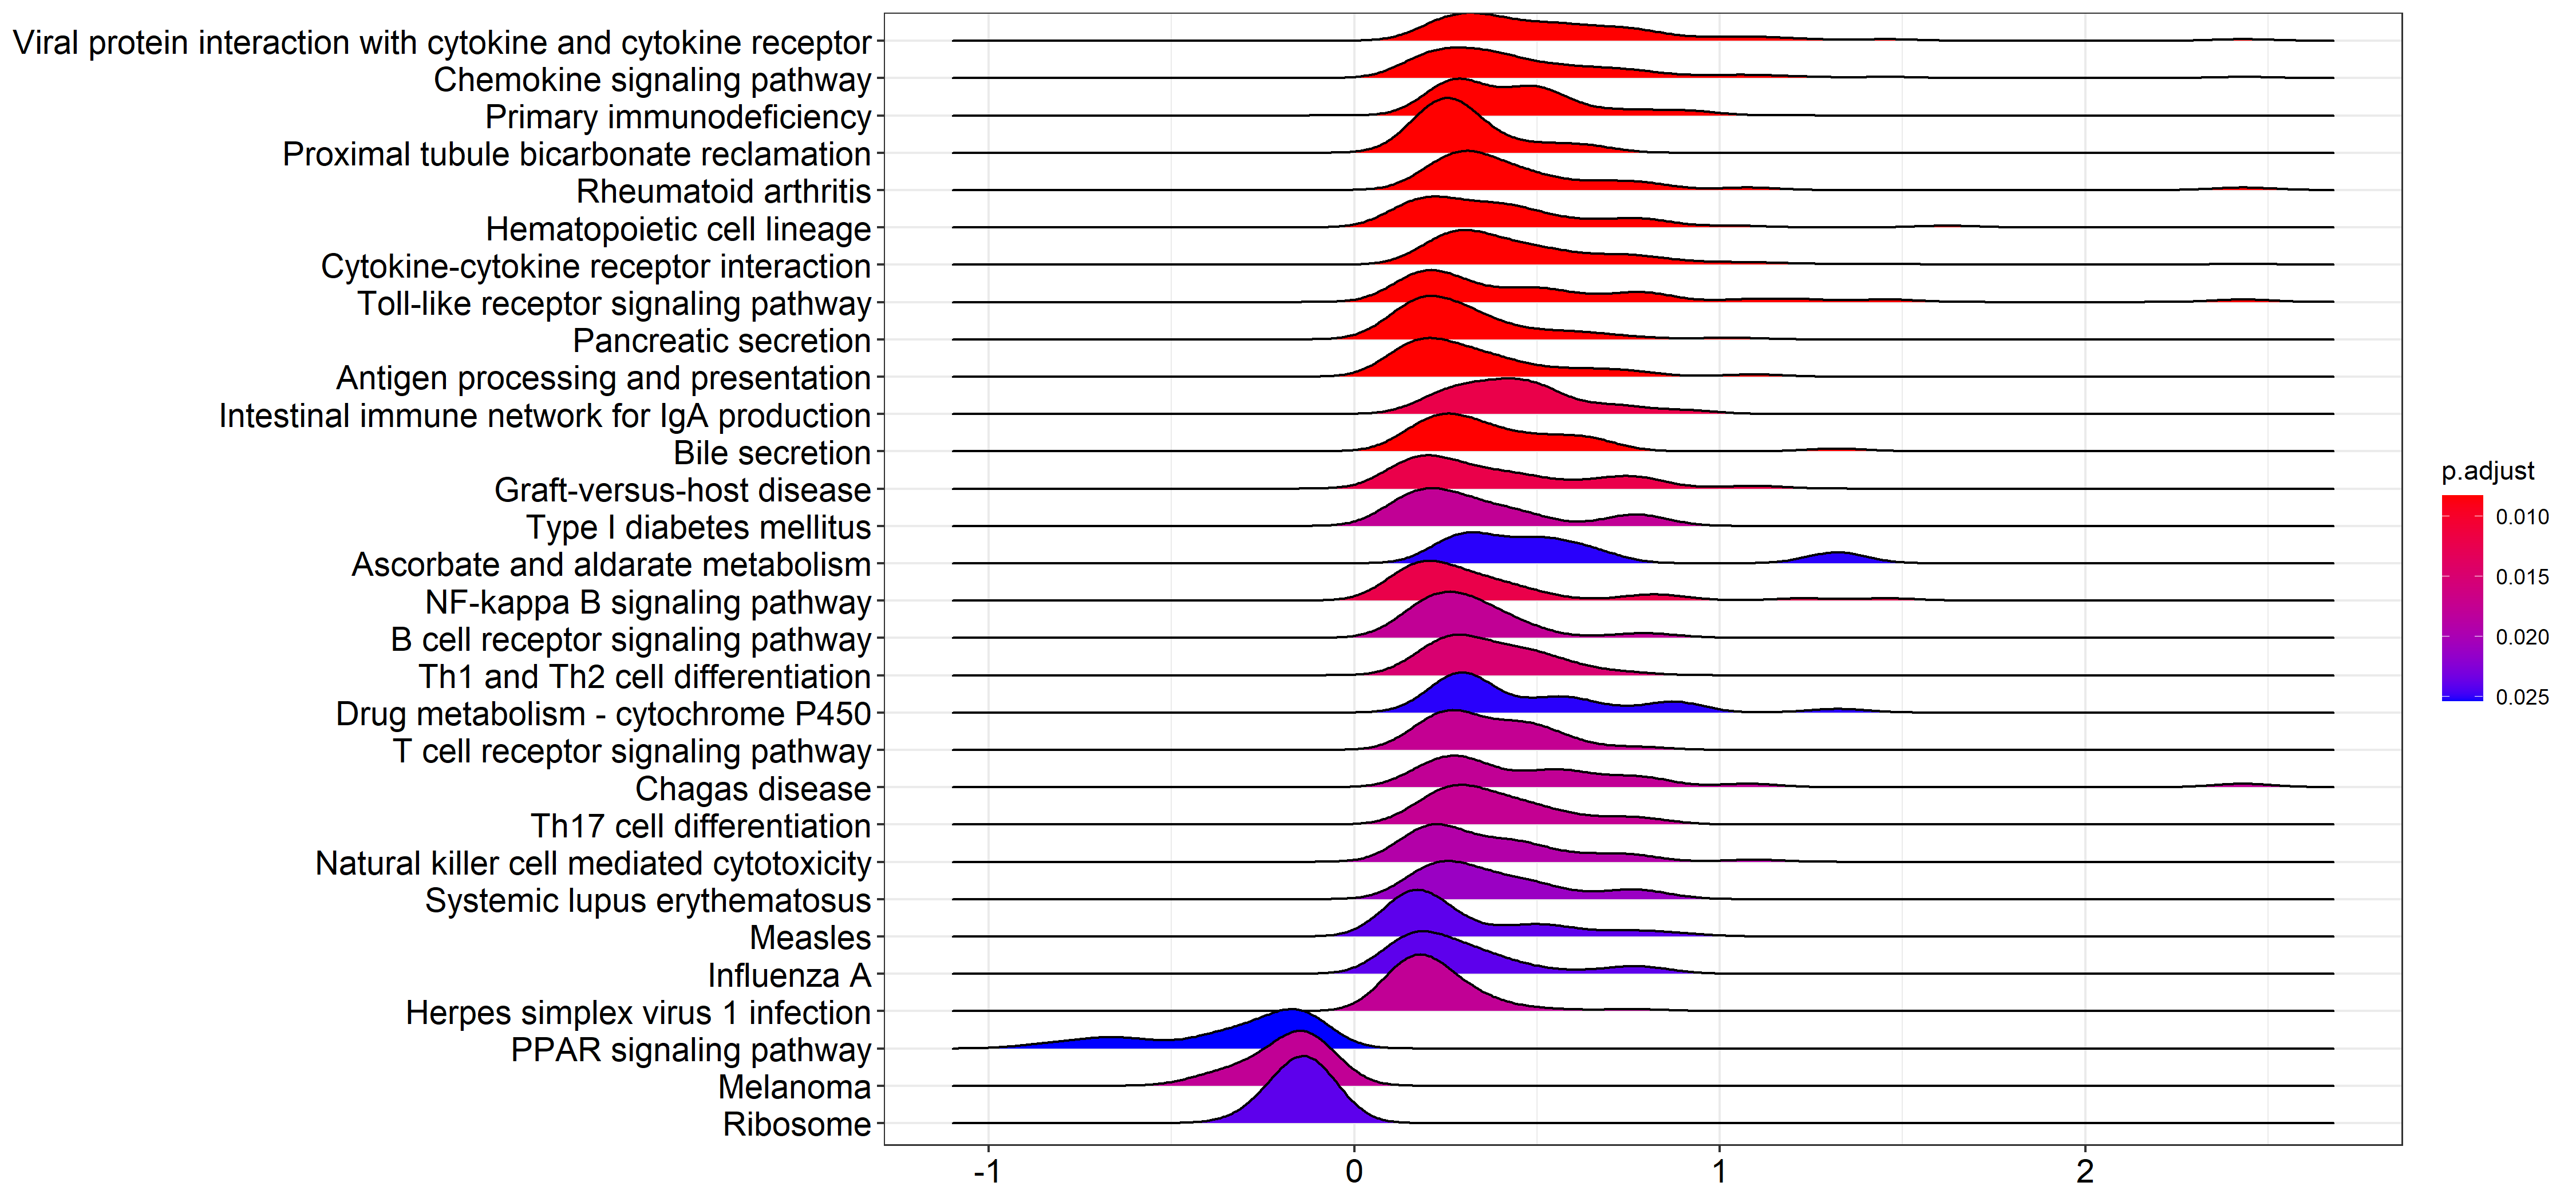 Viral protein interaction with cytokine and cytokine receptor
Chemokine signaling pathway
Primary immunodeficiency
Proximal tubule bicarbonate reclamation
Rheumatoid arthritis
Hematopoietic cell lineage
Cytokine-cytokine receptor interaction
Toll-like receptor signaling pathway
Pancreatic secretion
Antigen processing and presentation
Intestinal immune network for IgA production
Bile secretion
Graft-versus-host disease
Type I diabetes mellitus
Ascorbate and aldarate metabolism
NF-kappa B signaling pathway
B cell receptor signaling pathway
Th1 and Th2 cell differentiation
Drug metabolism - cytochrome P450
T cell receptor signaling pathway
Chagas disease
Th17 cell differentiation
Natural killer cell mediated cytotoxicity
Systemic lupus erythematosus
Measles
Influenza A
Herpes simplex virus 1 infection
PPAR signaling pathway
Melanoma
Ribosome
-1 0 1 2
p.adjust
0.010
0.015
0.020
0.025